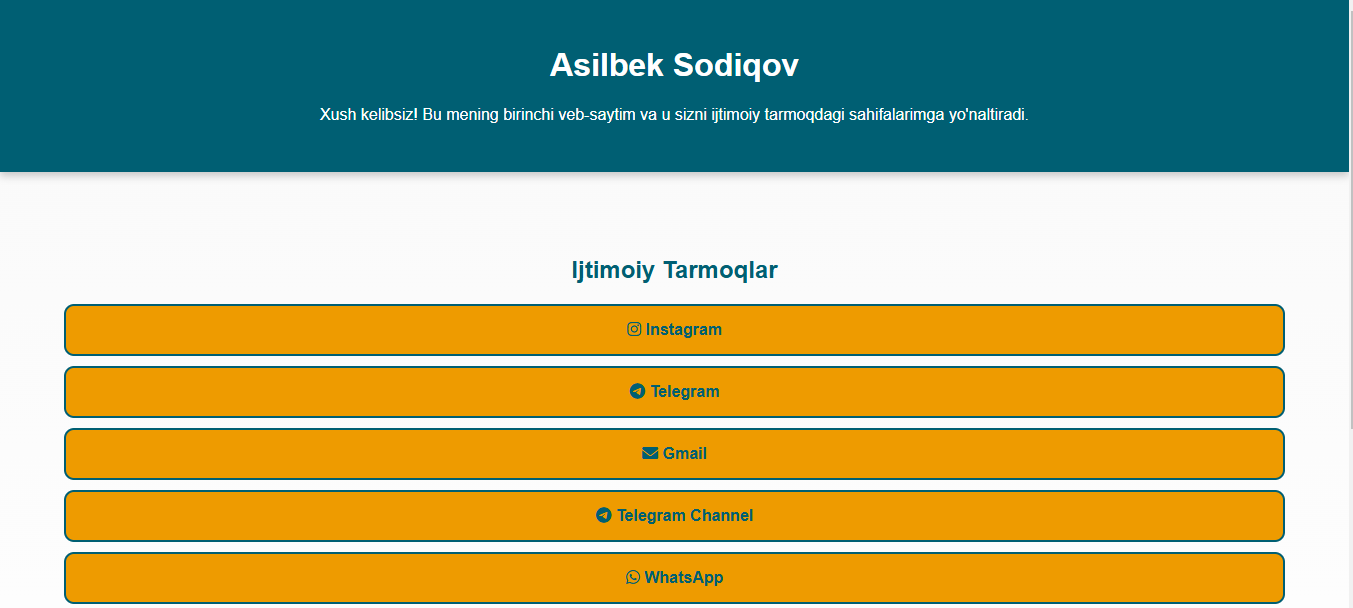 Asilbek Sodiqov
Xush kelibsiz! Bu mening birinchi veb-saytim va u sizni ijtimoiy tarmoqdagi sahifalarimga yo'naltiradi.
Ijtimoiy Tarmoqlar
Instagram
Telegram
Gmail
Telegram Channel
WhatsApp